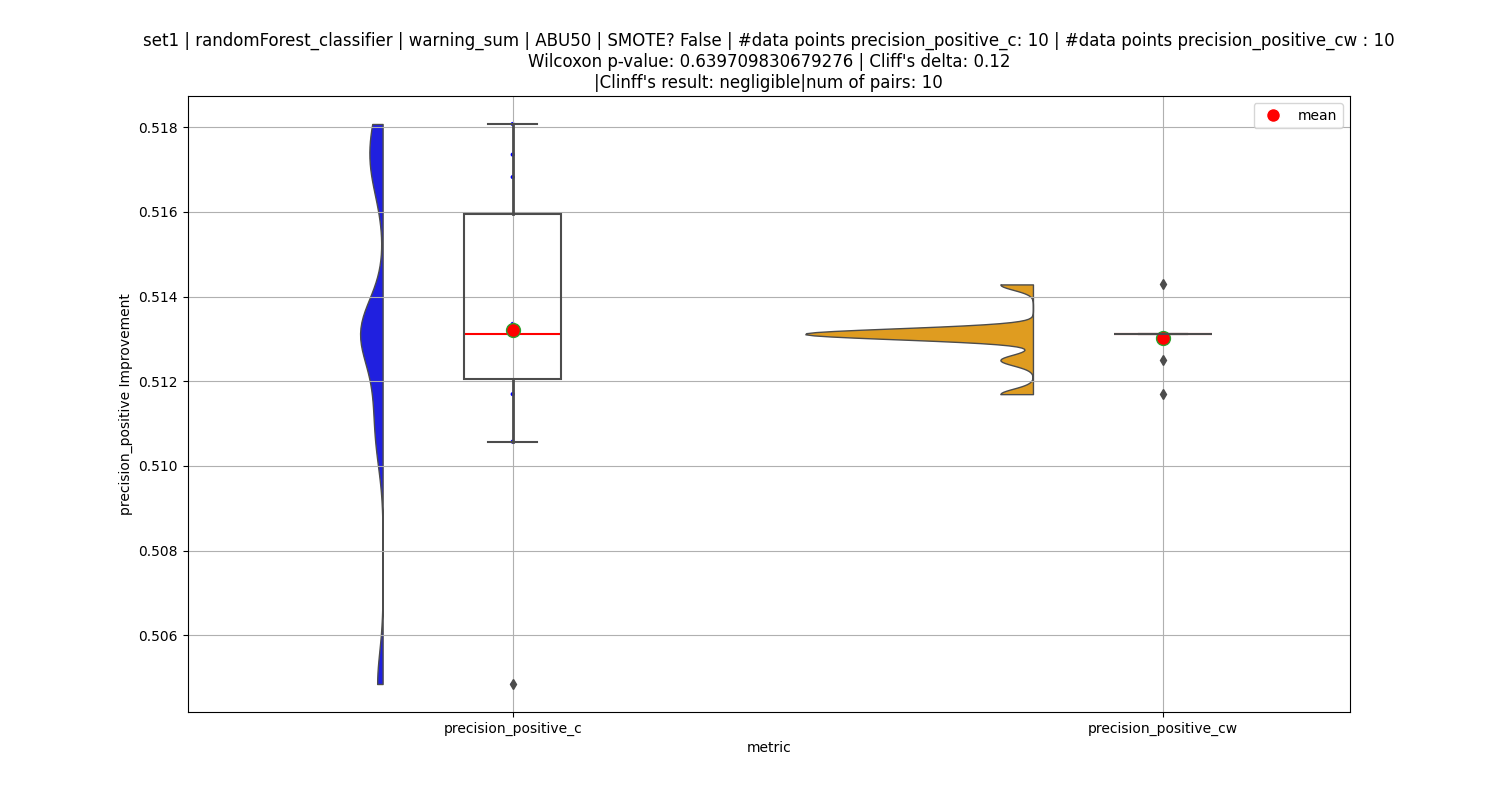 set1 | randomForest_classifier | warning_sum | ABU50 | SMOTE? False | #data points precision_positive_c: 10 | #data points precision_positive_cw : 10
Wilcoxon p-value: 0.639709830679276 | Cliff's delta: 0.12
|Clinff's result: negligible|num of pairs: 10
mean
0.518
0.516
0.514
0.512
0.510
0.508
0.506
precision_positive Improvement
precision_positive_c
precision_positive_cw
metric